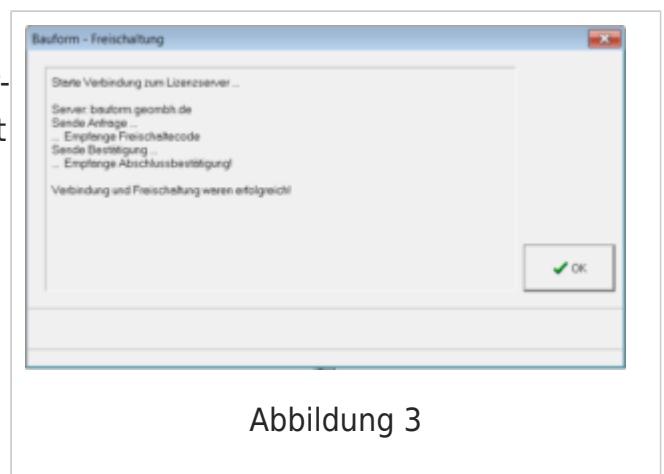 Bauform - Freischaltung
Starte Verbindung zum Lizenzserver ...
Server: bauform.geombh.de
Sende Anfrage ...
... Empfange Freischaltecode
Sende Bestätigung ...
... Empfange Abschlussbestätigung!
Verbindung und Freischaltung waren erfolgreich!
OK
Abbildung 3